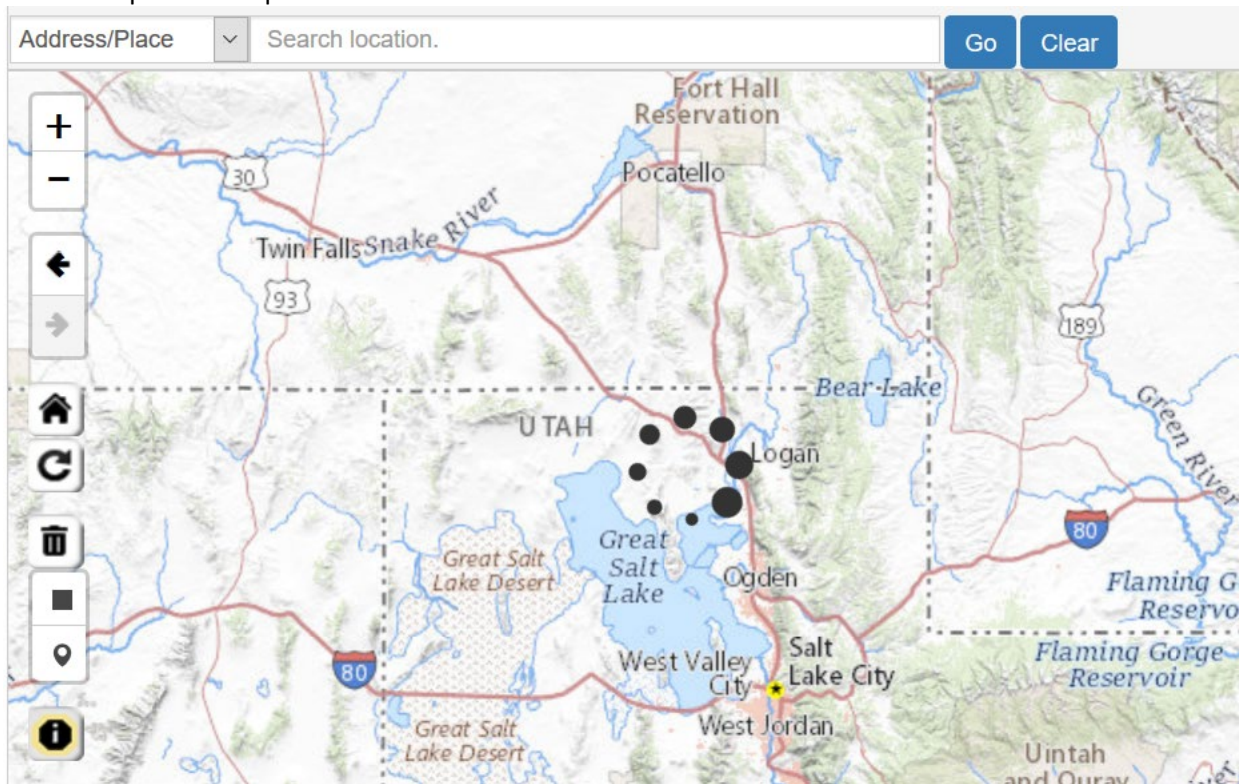 Address/Place
Search location.
Go
Clear
Fort Hall
Reservation
Pocatello
30
Twin Falls
Snake River
93
189
Bear Lake
UTAH
Green River
Logan
80
Great
Salt
Lake
Great Salt
Lake Desert
Ogden
Flaming G
Reservo
Salt
Lake City
West Valley
City
80
Flaming Gorge
Reservoir
West Jordan
Great Salt
Lake Desert
Uintah
and Ouray